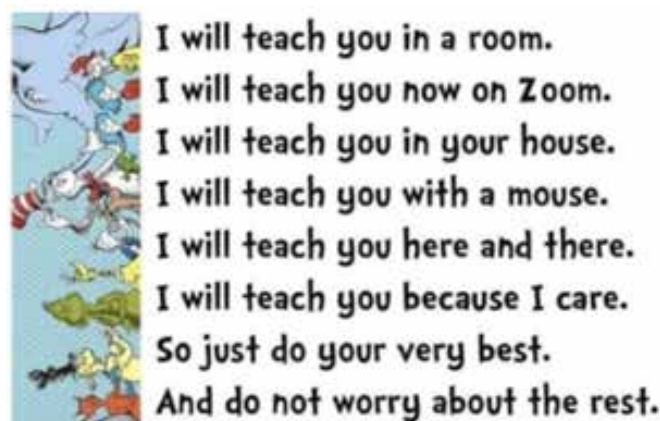 I will teach you in a room.
I will teach you now on Zoom.
I will teach you in your house.
I will teach you with a mouse.
I will teach you here and there.
I will teach you because I care.
So just do your very best.
And do not worry about the rest.